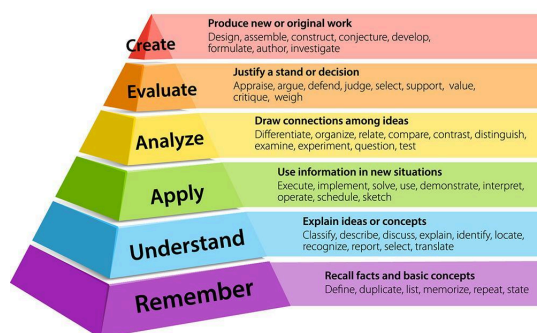 Create
Produce new or original work
Design, assemble, construct, conjecture, develop,
formulate, author, investigate
Evaluate
Justify a stand or decision
Appraise, argue, defend, judge, select, support, value,
critique, weigh
Analyze
Draw connections among ideas
Differentiate, organize, relate, compare, contrast, distinguish,
examine, experiment, question, test
Apply
Use information in new situations
Execute, implement, solve, use, demonstrate, interpret,
operate, schedule, sketch
Understand
Explain ideas or concepts
Classify, describe, discuss, explain, identify, locate,
recognize, report, select, translate
Remember
Recall facts and basic concepts
Define, duplicate, list, memorize, repeat, state